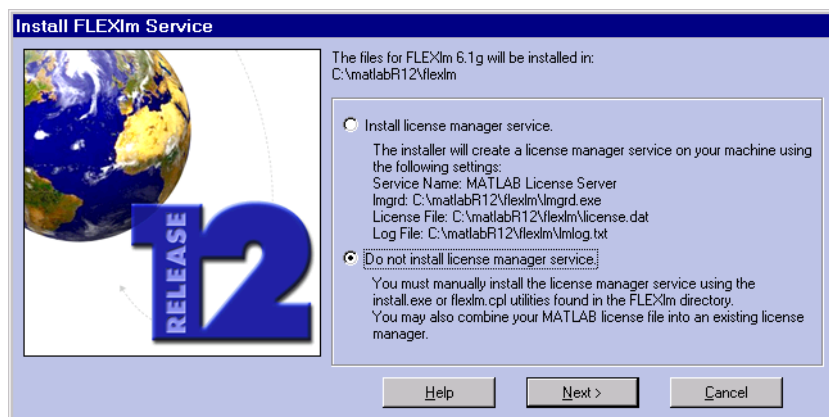 Install FLEXlm Service
The files for FLEXlm 6.1g will be installed in:
C:\matlabR12\flexlm
Install license manager service.
The installer will create a license manager service on your machine using
the following settings:
Service Name: MATLAB License Server
lmgrd: C:\matlabR12\flexlm\lmgrd.exe
License File: C:\matlabR12\flexlm\license.dat
Log File: C:\matlabR12\flexlm\lmlog.txt
Do not install license manager service.
You must manually install the license manager service using the
install.exe or flexlm.cpl utilities found in the FLEXlm directory.
You may also combine your MATLAB license file into an existing license
manager.
RELEASE
12
Help
Next >
Cancel